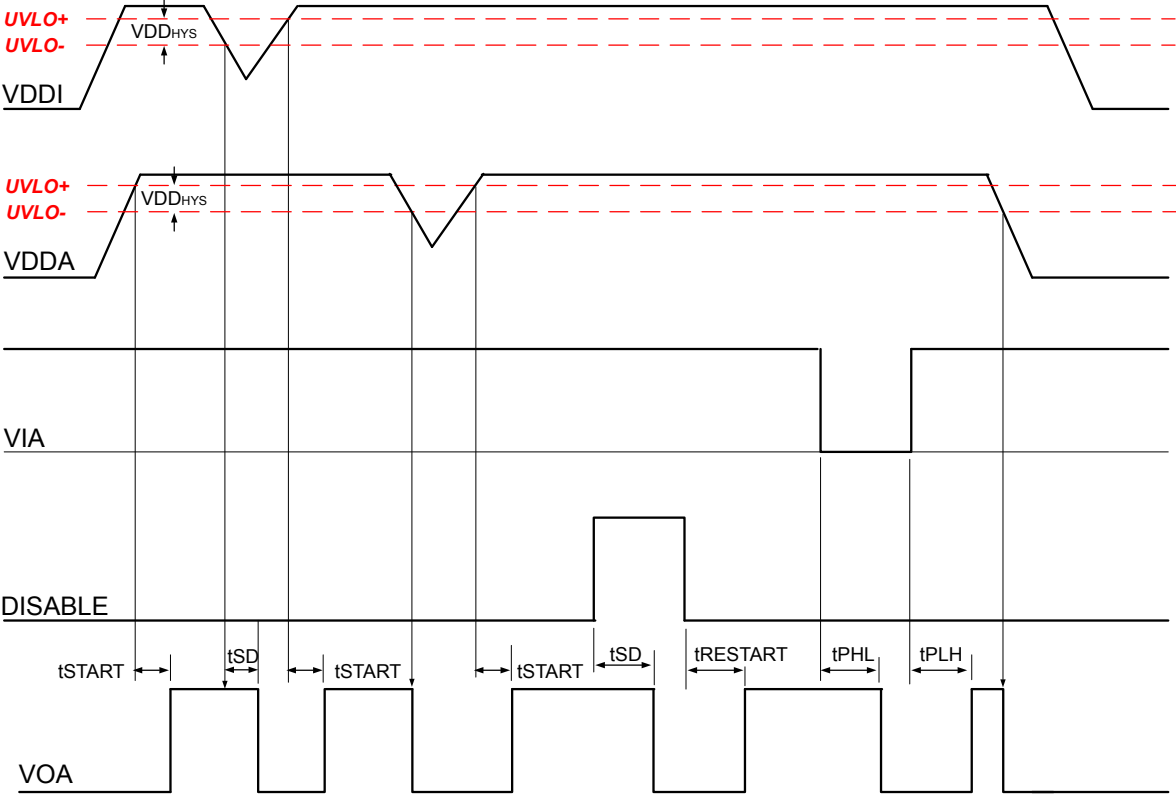 UVLO+
VDDHYS
UVLO-
VDDI
UVLO+
VDDHYS
UVLO-
VDDA
VIA
DISABLE
tSTART
tSD
tSTART
tSTART
tSD
tRESTART
tPHL
tPLH
VOA